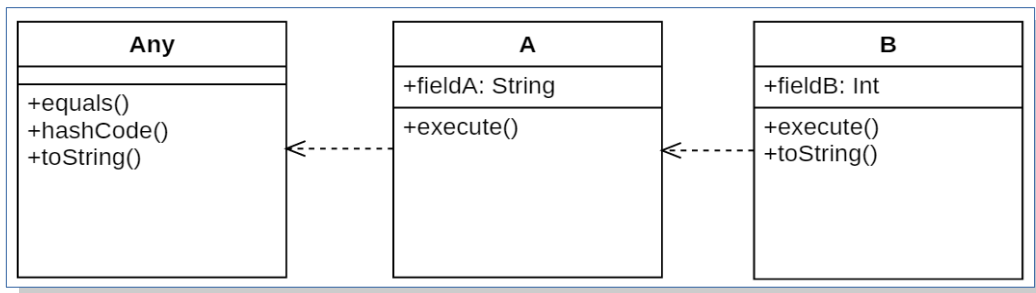 Any
+equals()
+hashCode()
+toString()
A
+fieldA: String
+execute()
B
+fieldB: Int
+execute()
+toString()